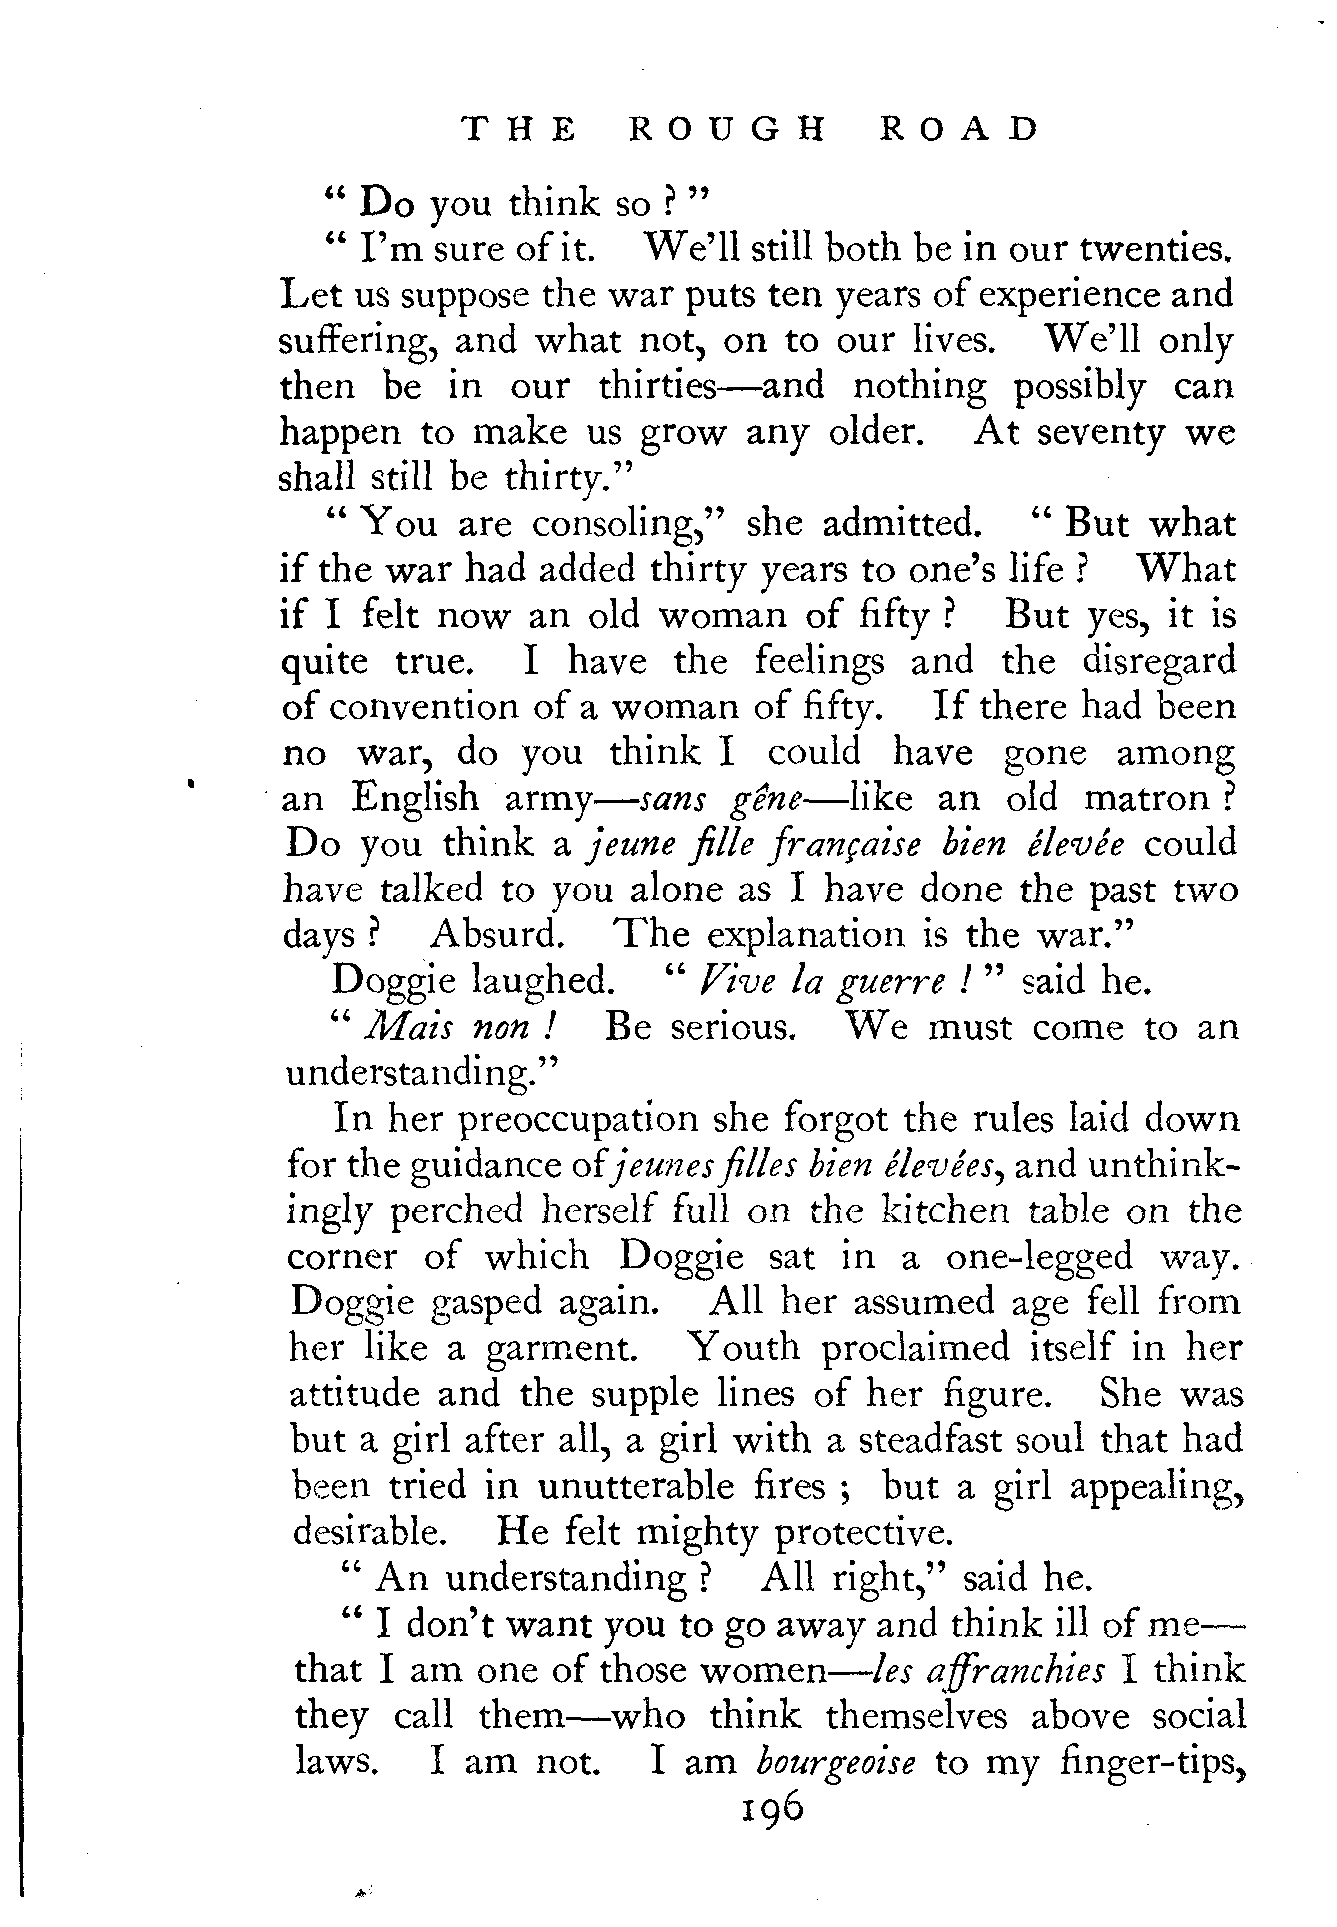 THE ROUGH ROAD
“ Do you think so ? ”
“ I’m sure of it. We’ll still both be in our twenties.
Let us suppose the war puts ten years of experience and
suffering, and what not, on to our lives. We’ll only
then be in our thirties—and nothing possibly can
happen to make us grow any older. At seventy we
shall still be thirty.”
“ You are consoling,” she admitted. “ But what
if the war had added thirty years to one’s life ? What
if I felt now an old woman of fifty ? But yes, it is
quite true. I have the feelings and the disregard
of convention of a woman of fifty. If there had been
no war, do you think I could have gone among
an English army—sans gêne—like an old matron ?
Do you think a jeune fille française bien élevée could
have talked to you alone as I have done the past two
days ? Absurd. The explanation is the war.”
Doggie laughed. “ Vive la guerre ! ” said he.
“ Mais non ! Be serious. We must come to an
understanding.”
In her preoccupation she forgot the rules laid down
for the guidance of jeunes filles bien élevées, and unthink-
ingly perched herself full on the kitchen table on the
corner of which Doggie sat in a one-legged way.
Doggie gasped again. All her assumed age fell from
her like a garment. Youth proclaimed itself in her
attitude and the supple lines of her figure. She was
but a girl after all, a girl with a steadfast soul that had
been tried in unutterable fires ; but a girl appealing,
desirable. He felt mighty protective.
“ An understanding ? All right,” said he.
“ I don’t want you to go away and think ill of me—
that I am one of those women—les affranchies I think
they call them—who think themselves above social
laws. I am not. I am bourgeoise to my finger-tips,
196